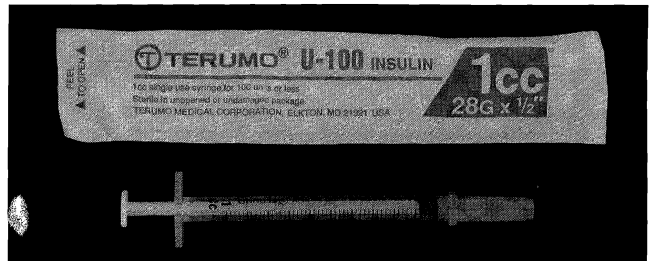 PEEL
▲ TO OPEN ▲
TERUMO® U-100 INSULIN
1cc single use syringe for 100 units or less
Sterile in unopened or undamaged package
TERUMO MEDICAL CORPORATION, ELKTON, MD 21921 USA
1cc
28G x 1/2"